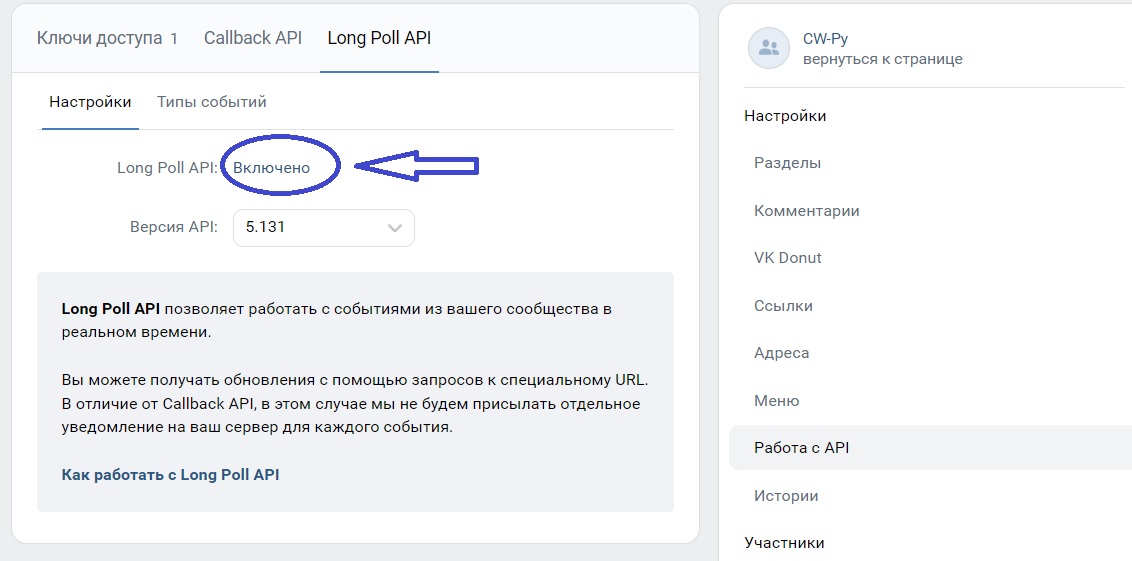 Ключи доступа 1 Callback API Long Poll API
Настройки Типы событий
Long Poll API: Включено
Версия API: 5.131
Long Poll API позволяет работать с событиями из вашего сообщества в
реальном времени.
Вы можете получать обновления с помощью запросов к специальному URL.
В отличие от Callback API, в этом случае мы не будем присылать отдельное
уведомление на ваш сервер для каждого события.
Как работать с Long Poll API
CW-Py
вернуться к странице
Настройки
Разделы
Комментарии
VK Donut
Ссылки
Адреса
Меню
Работа с API
Истории
Участники